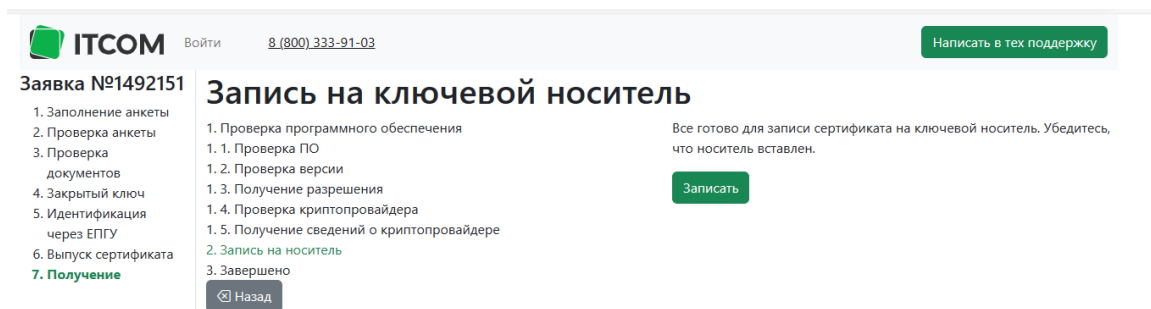 ITCOM Войти 8 (800) 333-91-03 Написать в тех поддержку
Заявка №1492151
1. Заполнение анкеты
2. Проверка анкеты
3. Проверка
документов
4. Закрытый ключ
5. Идентификация
через ЕПГУ
6. Выпуск сертификата
7. Получение
Запись на ключевой носитель
1. Проверка программного обеспечения
1. 1. Проверка ПО
1. 2. Проверка версии
1. 3. Получение разрешения
1. 4. Проверка криптопровайдера
1. 5. Получение сведений о криптопровайдере
2. Запись на носитель
3. Завершено
Назад
Все готово для записи сертификата на ключевой носитель. Убедитесь,
что носитель вставлен.
Записать